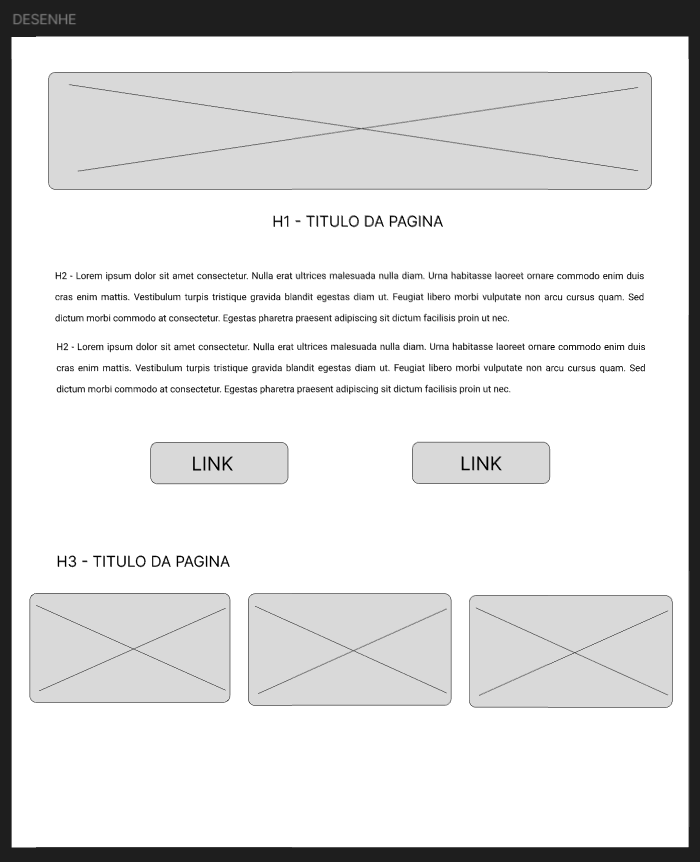 DESENHE
H1 - TITULO DA PAGINA
H2 - Lorem ipsum dolor sit amet consectetur. Nulla erat ultrices malesuada nulla diam. Urna habitasse laoreet ornare commodo enim duis
cras enim mattis. Vestibulum turpis tristique gravida blandit egestas diam ut. Feugiat libero morbi vulputate non arcu cursus quam. Sed
dictum morbi commodo at consectetur. Egestas pharetra praesent adipiscing sit dictum facilisis proin ut nec.
H2 - Lorem ipsum dolor sit amet consectetur. Nulla erat ultrices malesuada nulla diam. Urna habitasse laoreet ornare commodo enim duis
cras enim mattis. Vestibulum turpis tristique gravida blandit egestas diam ut. Feugiat libero morbi vulputate non arcu cursus quam. Sed
dictum morbi commodo at consectetur. Egestas pharetra praesent adipiscing sit dictum facilisis proin ut nec.
LINK
LINK
H3 - TITULO DA PAGINA